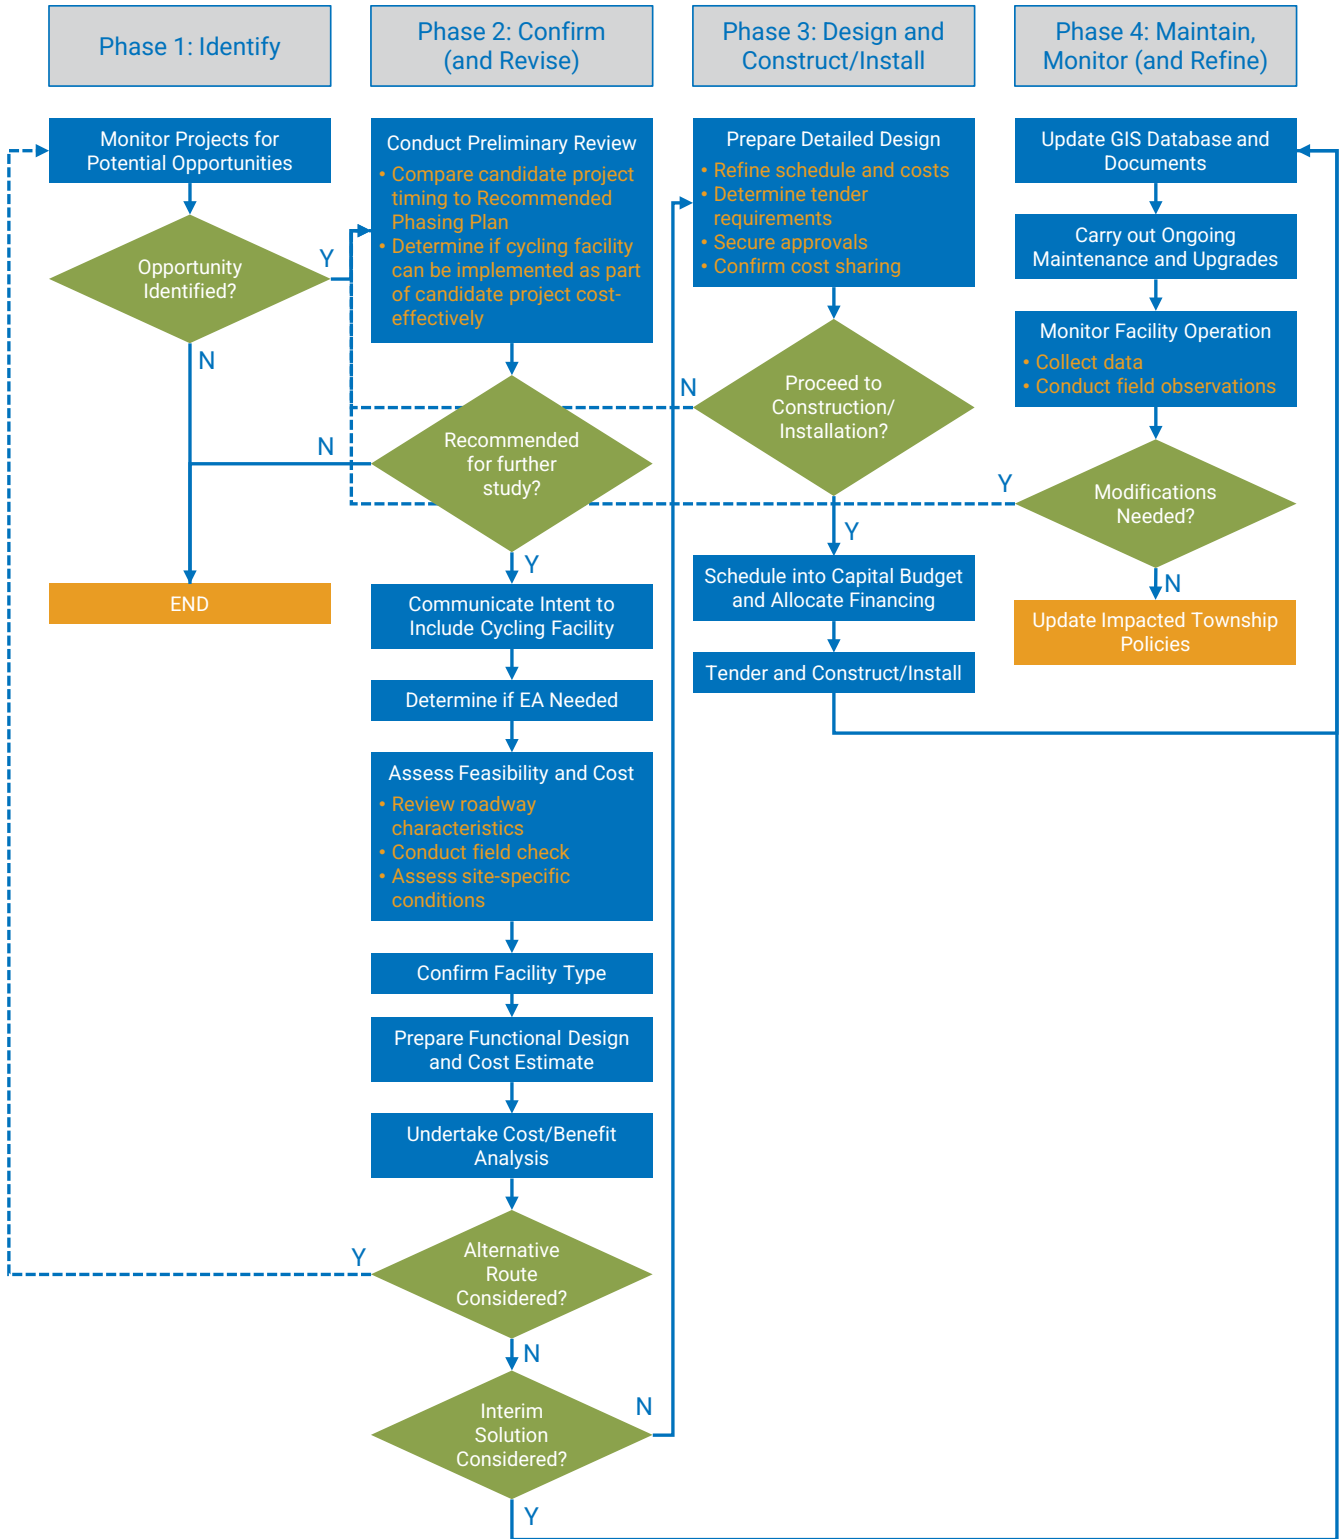 Phase 1: Identify
Monitor Projects for
Potential Opportunities
Opportunity
Identified?
Y
N
END
Phase 2: Confirm
(and Revise)
Conduct Preliminary Review
• Compare candidate project
timing to Recommended
Phasing Plan
• Determine if cycling facility
can be implemented as part
of candidate project cost-
effectively
Recommended
for further
study?
N
Y
Communicate Intent to
Include Cycling Facility
Determine if EA Needed
Assess Feasibility and Cost
• Review roadway
characteristics
• Conduct field check
• Assess site-specific
conditions
Confirm Facility Type
Prepare Functional Design
and Cost Estimate
Undertake Cost/Benefit
Analysis
Alternative
Route
Considered?
Y
N
Interim
Solution
Considered?
N
Y
Phase 3: Design and
Construct/Install
Prepare Detailed Design
• Refine schedule and costs
• Determine tender
requirements
• Secure approvals
• Confirm cost sharing
Proceed to
Construction/
Installation?
N
Y
Schedule into Capital Budget
and Allocate Financing
Tender and Construct/Install
Phase 4: Maintain,
Monitor (and Refine)
Update GIS Database and
Documents
Carry out Ongoing
Maintenance and Upgrades
Monitor Facility Operation
• Collect data
• Conduct field observations
Modifications
Needed?
Y
N
Update Impacted Township
Policies